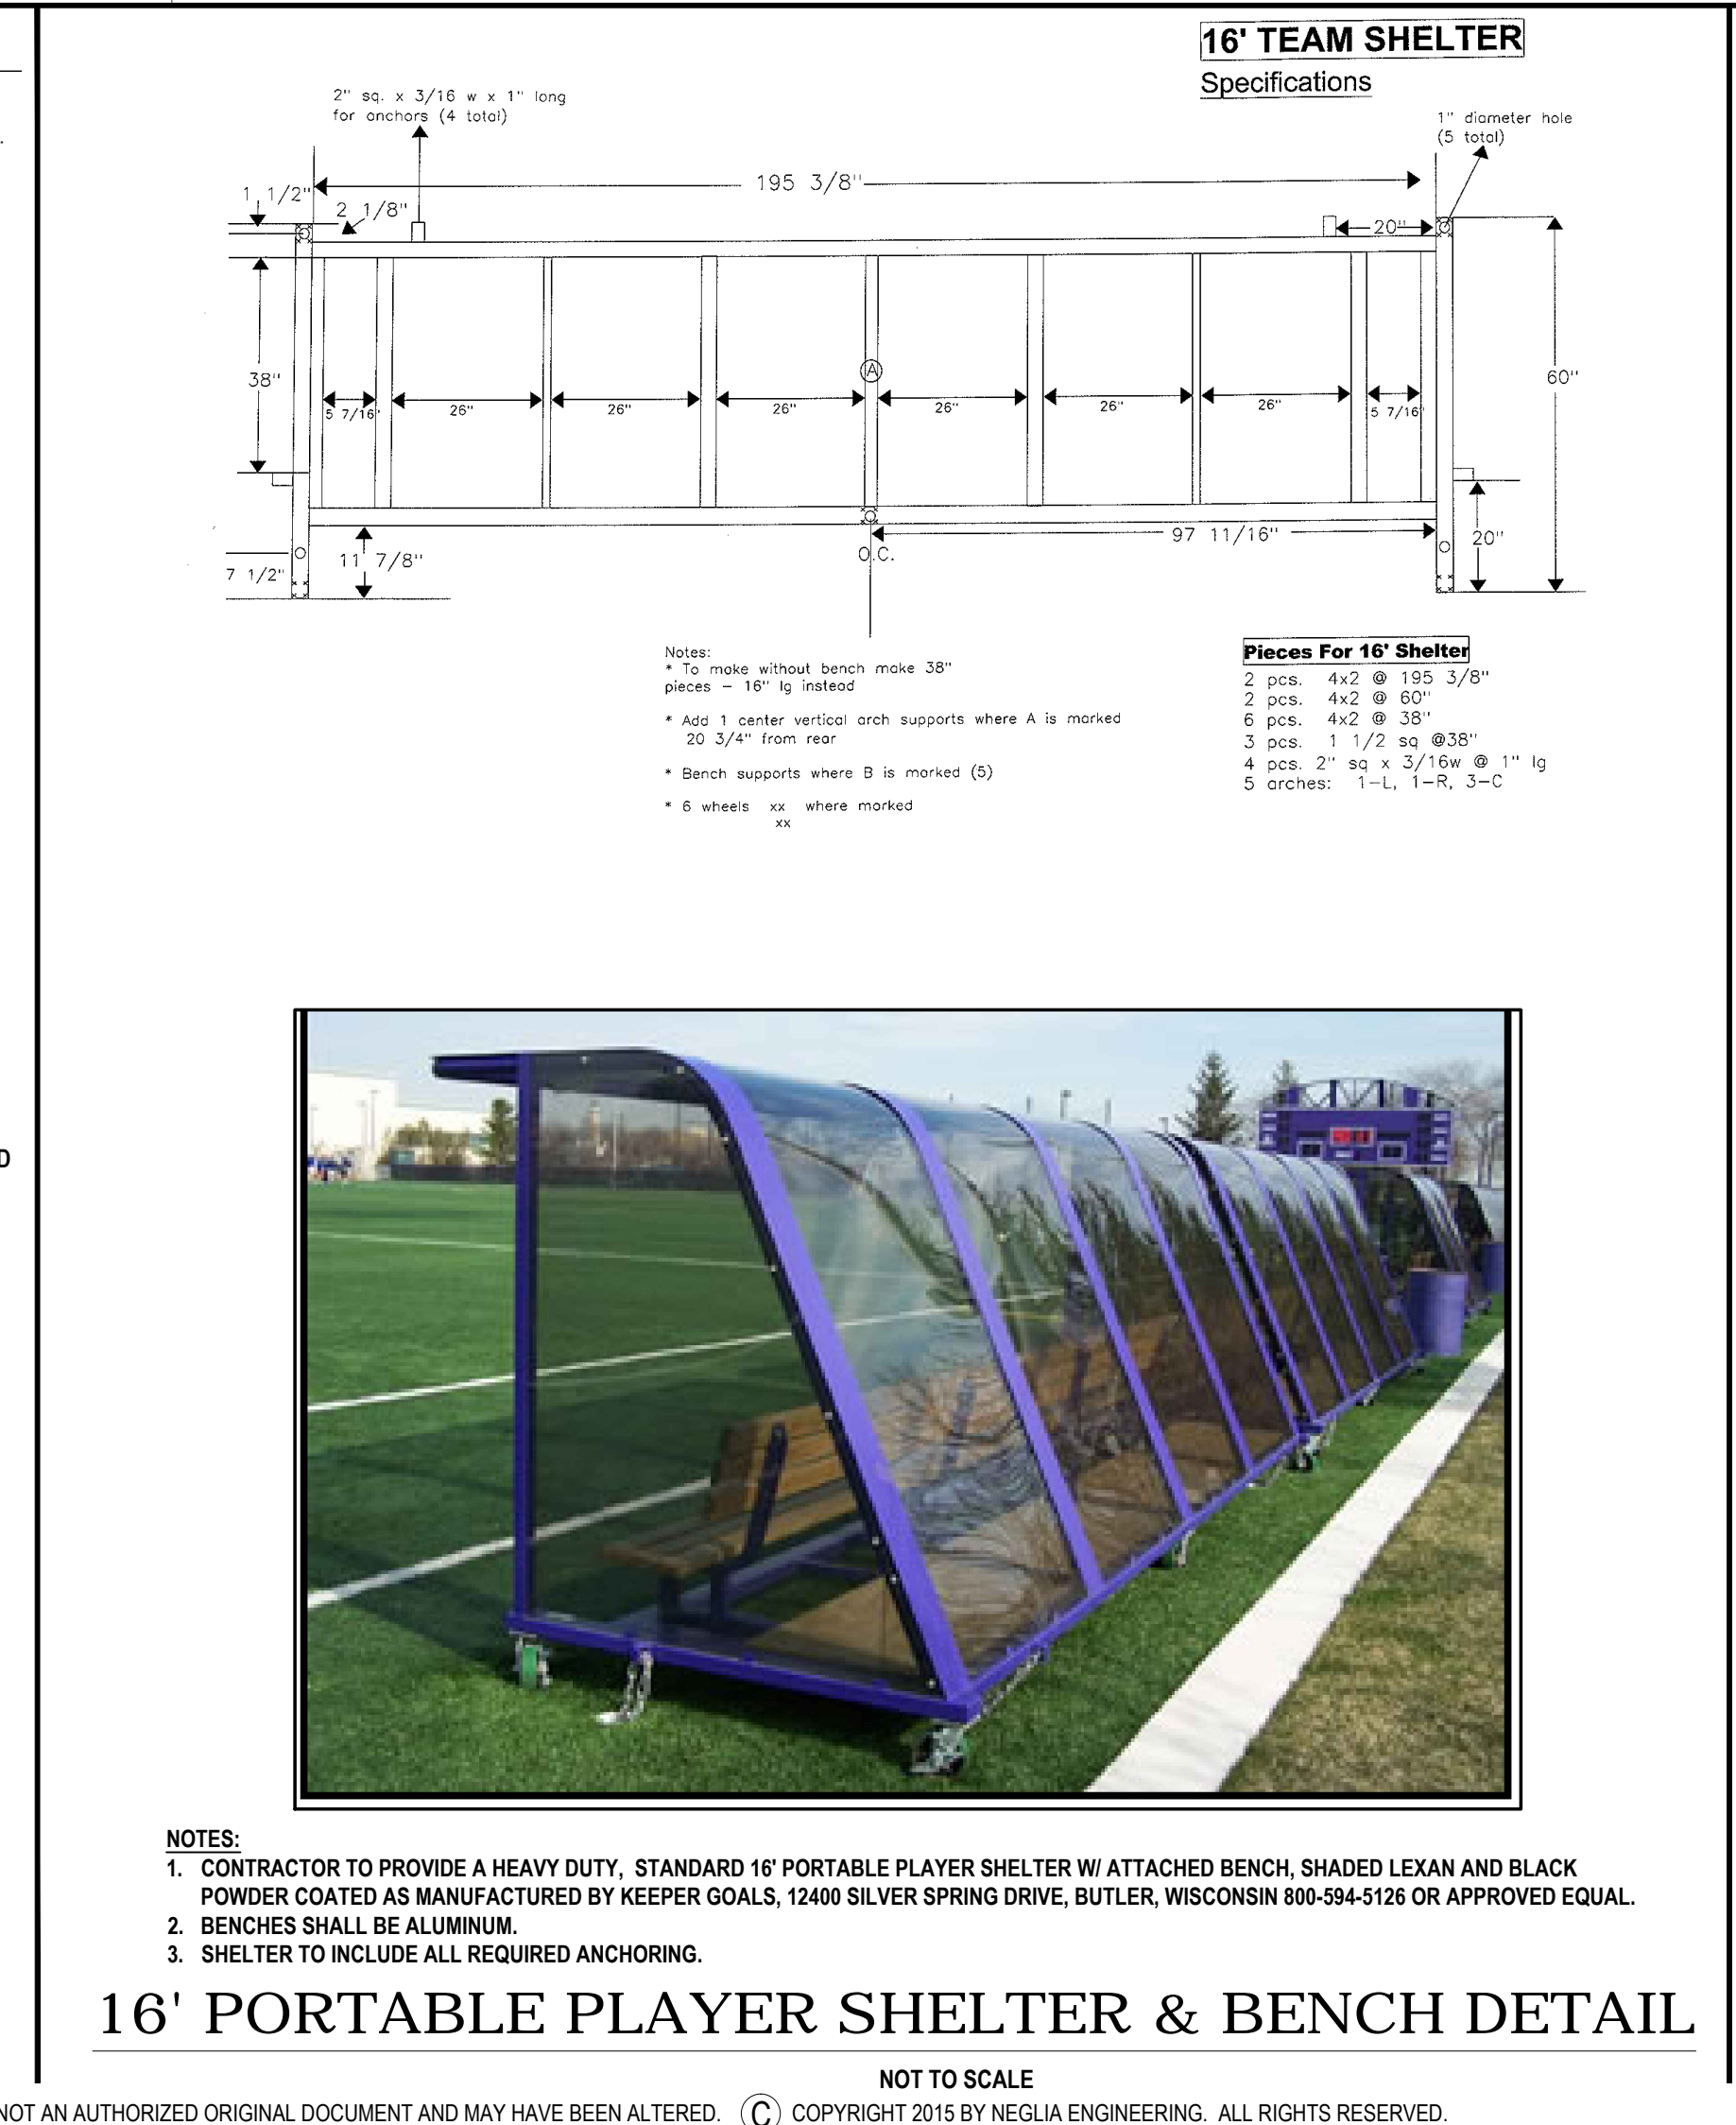 16' TEAM SHELTER
Specifications
2" sq. x 3/16 w x 1" long
for anchors (4 total)
1" diameter hole
(5 total)
195 3/8"
1 1/2"
2 1/8"
20"
38"
A
60"
5 7/16"
26"
26"
26"
26"
26"
26"
5 7/16"
97 11/16"
20"
O.C.
11 7/8"
7 1/2"
Notes:
* To make without bench make 38"
pieces – 16" lg instead
* Add 1 center vertical arch supports where A is marked
20 3/4" from rear
* Bench supports where B is marked (5)
* 6 wheels xx where marked
xx
Pieces For 16' Shelter
2 pcs. 4x2 @ 195 3/8"
2 pcs. 4x2 @ 60"
6 pcs. 4x2 @ 38"
3 pcs. 1 1/2 sq @38"
4 pcs. 2" sq x 3/16w @ 1" lg
5 arches: 1–L, 1–R, 3–C
D
NOTES:
1. CONTRACTOR TO PROVIDE A HEAVY DUTY, STANDARD 16' PORTABLE PLAYER SHELTER W/ ATTACHED BENCH, SHADED LEXAN AND BLACK
POWDER COATED AS MANUFACTURED BY KEEPER GOALS, 12400 SILVER SPRING DRIVE, BUTLER, WISCONSIN 800-594-5126 OR APPROVED EQUAL.
2. BENCHES SHALL BE ALUMINUM.
3. SHELTER TO INCLUDE ALL REQUIRED ANCHORING.
16' PORTABLE PLAYER SHELTER & BENCH DETAIL
NOT TO SCALE
NOT AN AUTHORIZED ORIGINAL DOCUMENT AND MAY HAVE BEEN ALTERED. © COPYRIGHT 2015 BY NEGLIA ENGINEERING. ALL RIGHTS RESERVED.